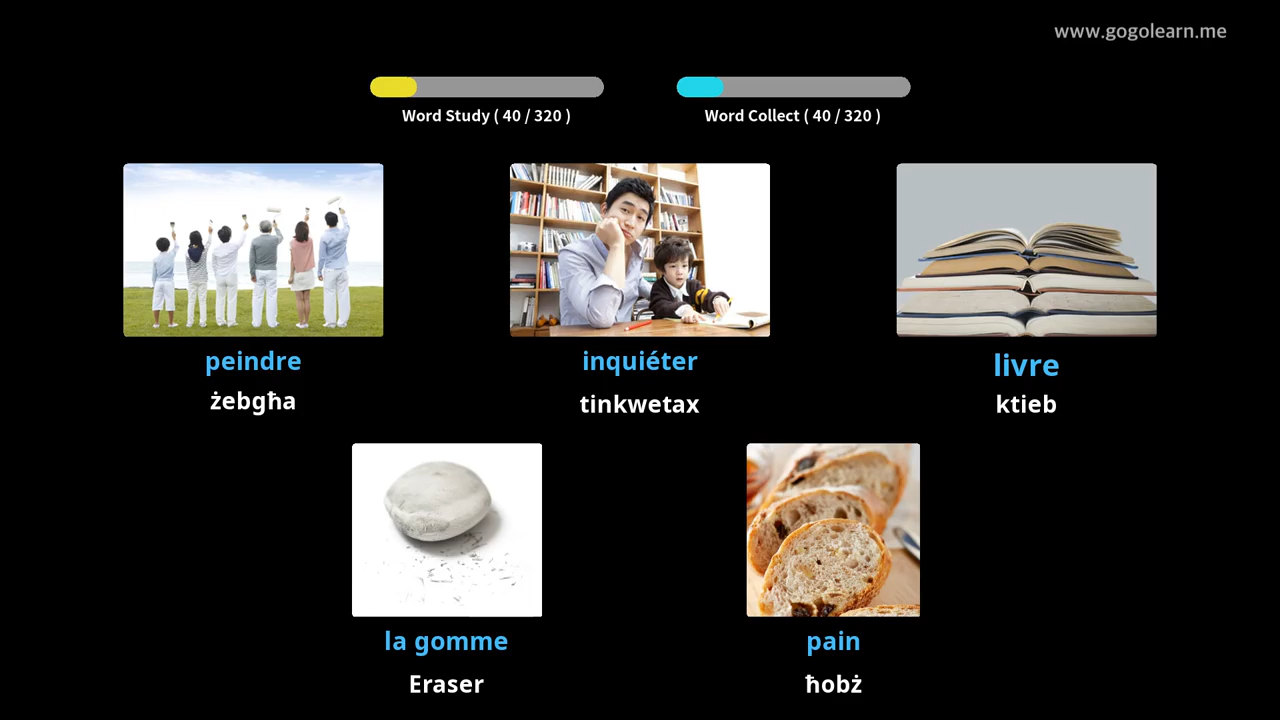 www.gogolearn.me
Word Study ( 40 / 320 )
Word Collect ( 40 / 320 )
peindre
żebgħa
inquiéter
tinkwetax
livre
ktieb
la gomme
Eraser
pain
ħobż